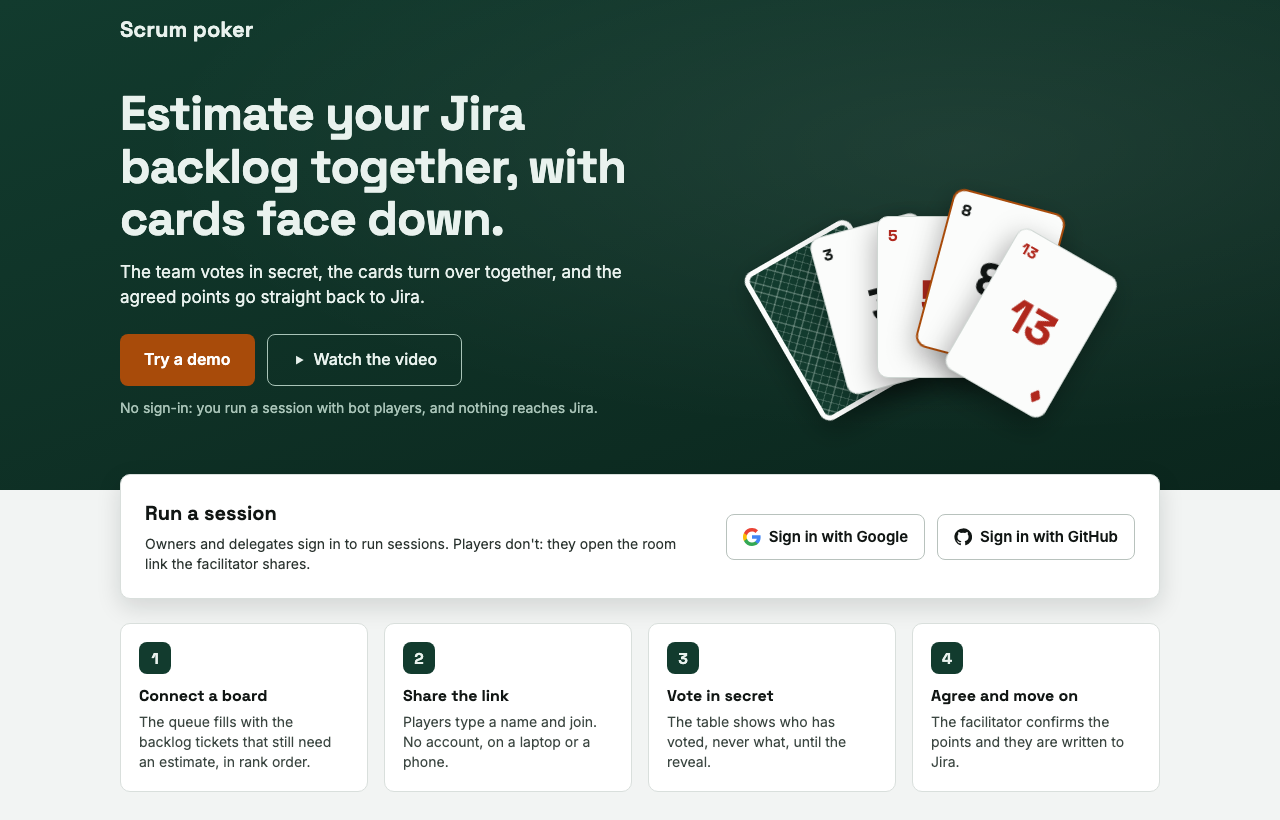 Scrum poker
Estimate your Jira
backlog together, with
cards face down.
The team votes in secret, the cards turn over together, and the
agreed points go straight back to Jira.
Try a demo
Watch the video
No sign-in: you run a session with bot players, and nothing reaches Jira.
3
5
8
8
13
13
Run a session
Owners and delegates sign in to run sessions. Players don't: they open the room
link the facilitator shares.
Sign in with Google
Sign in with GitHub
1
Connect a board
The queue fills with the
backlog tickets that still need
an estimate, in rank order.
2
Share the link
Players type a name and join.
No account, on a laptop or a
phone.
3
Vote in secret
The table shows who has
voted, never what, until the
reveal.
4
Agree and move on
The facilitator confirms the
points and they are written to
Jira.